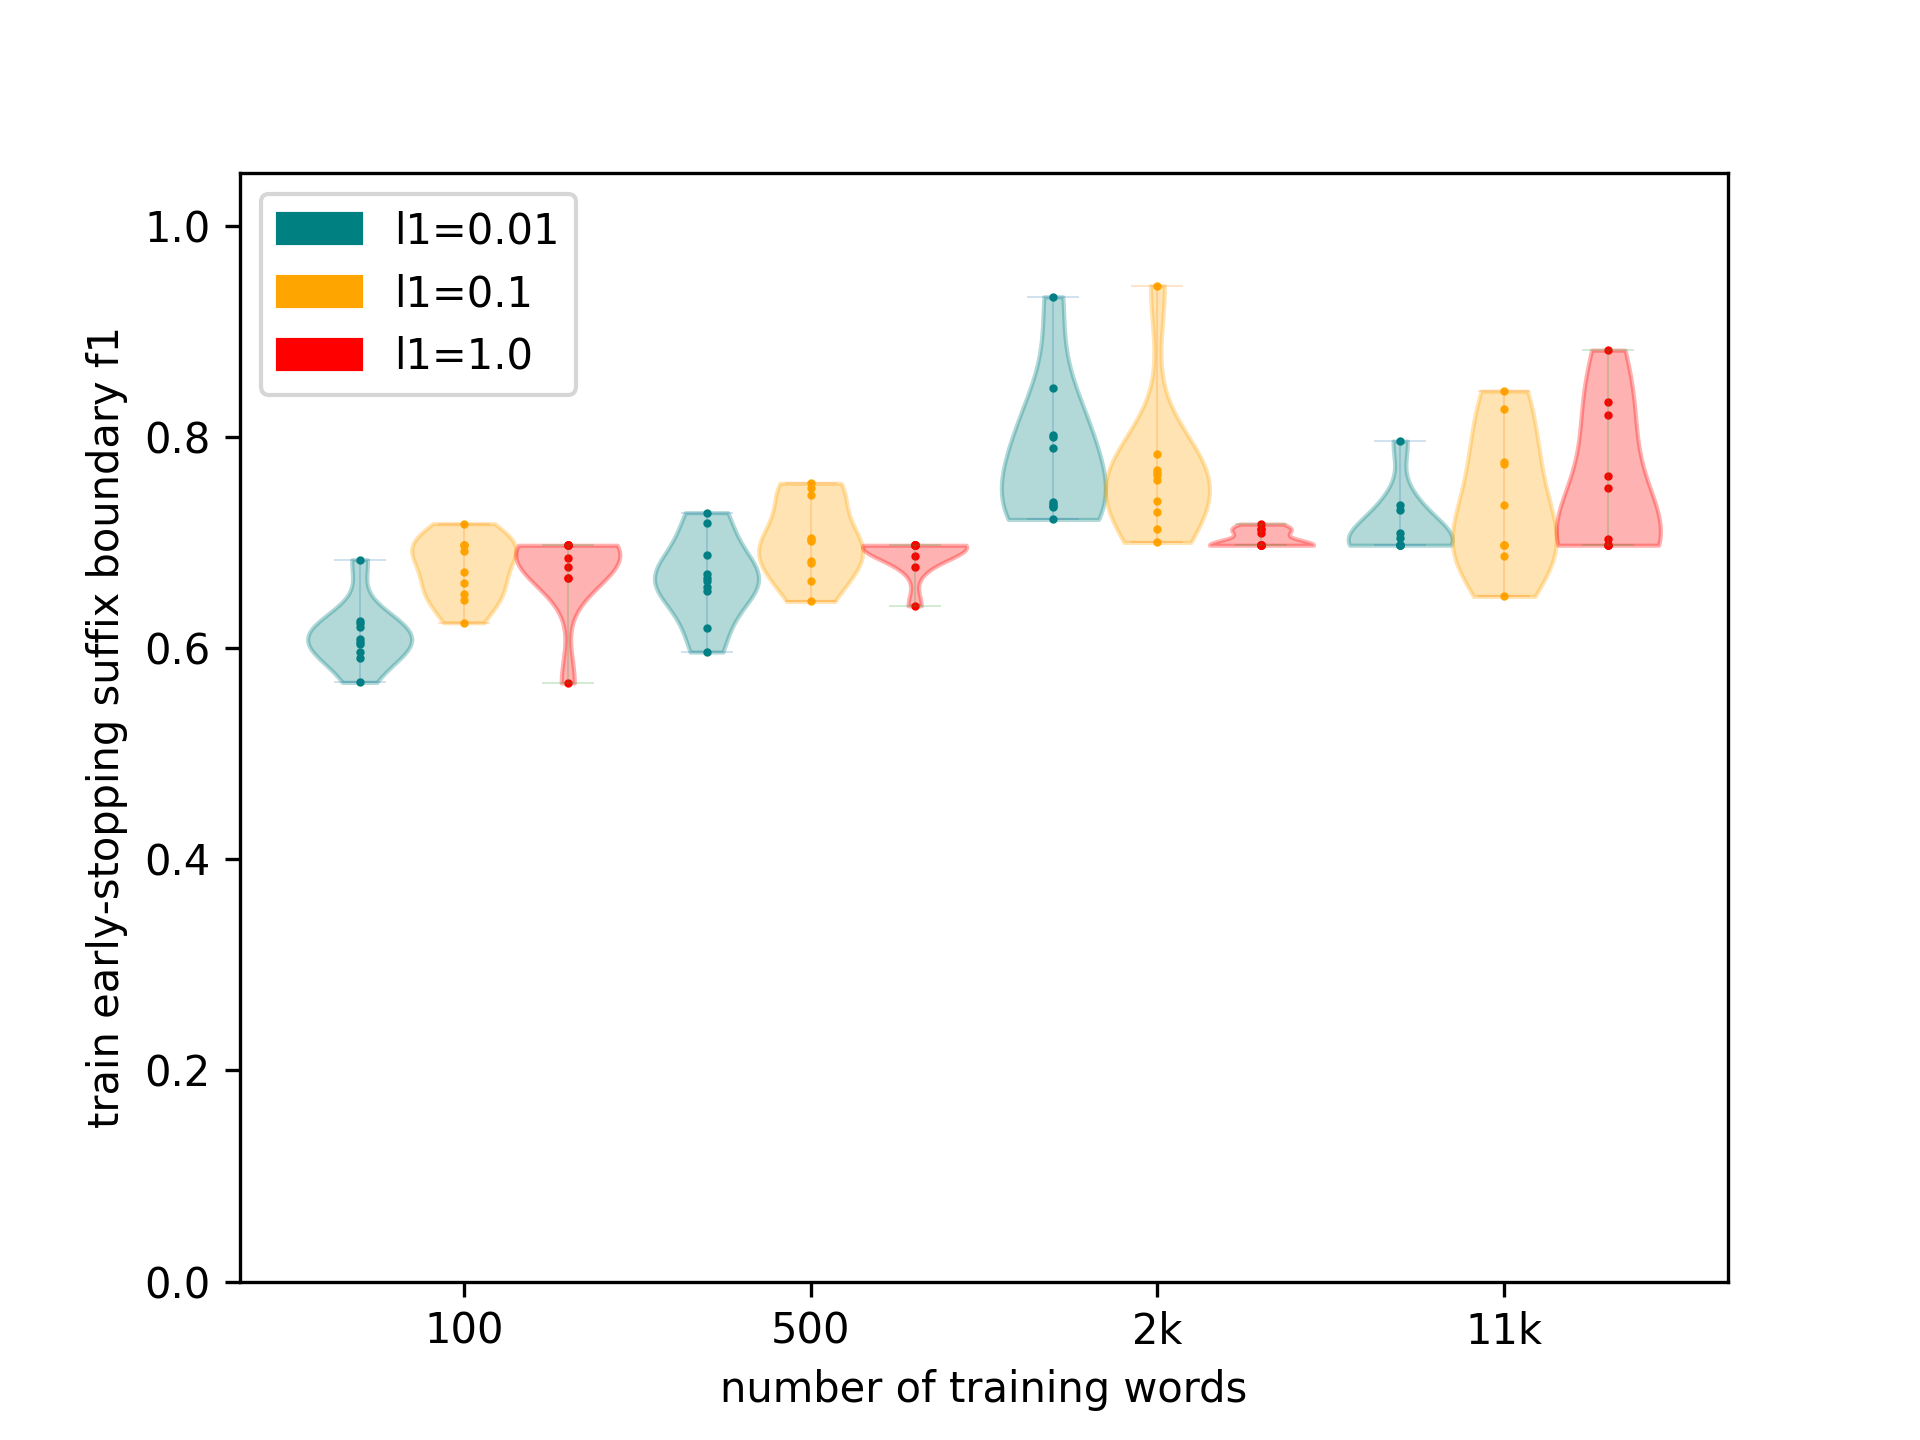 l1=0.01
l1=0.1
l1=1.0
train early-stopping suffix boundary f1
1.0
0.8
0.6
0.4
0.2
0.0
100 500 2k 11k
number of training words